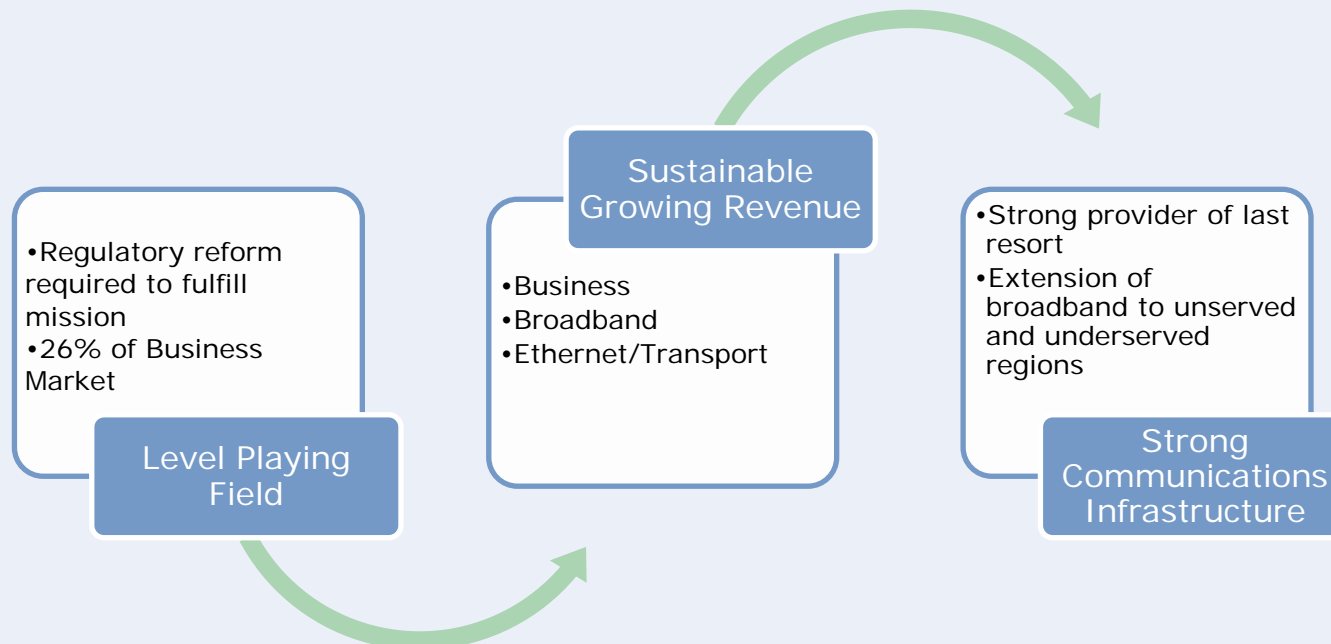 •Regulatory reform
required to fulfill
mission
•26% of Business
Market
Level Playing
Field
Sustainable
Growing Revenue
•Business
•Broadband
•Ethernet/Transport
•Strong provider of last
resort
•Extension of
broadband to unserved
and underserved
regions
Strong
Communications
Infrastructure